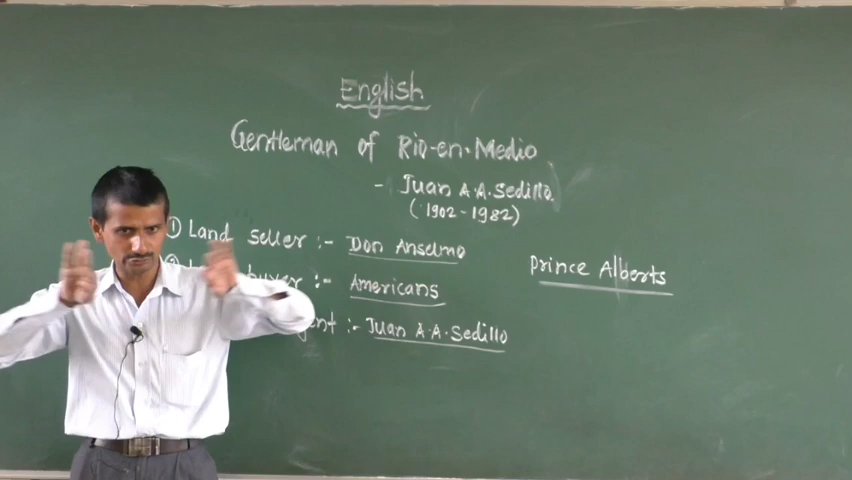 English
Gentleman of Rio-en-Medio
- Juan A.A. Sedillo.
(1902-1982)
① Land seller :- Don Anselmo
buyer :- Americans
:- Juan A.A. Sedillo
Prince Alberts